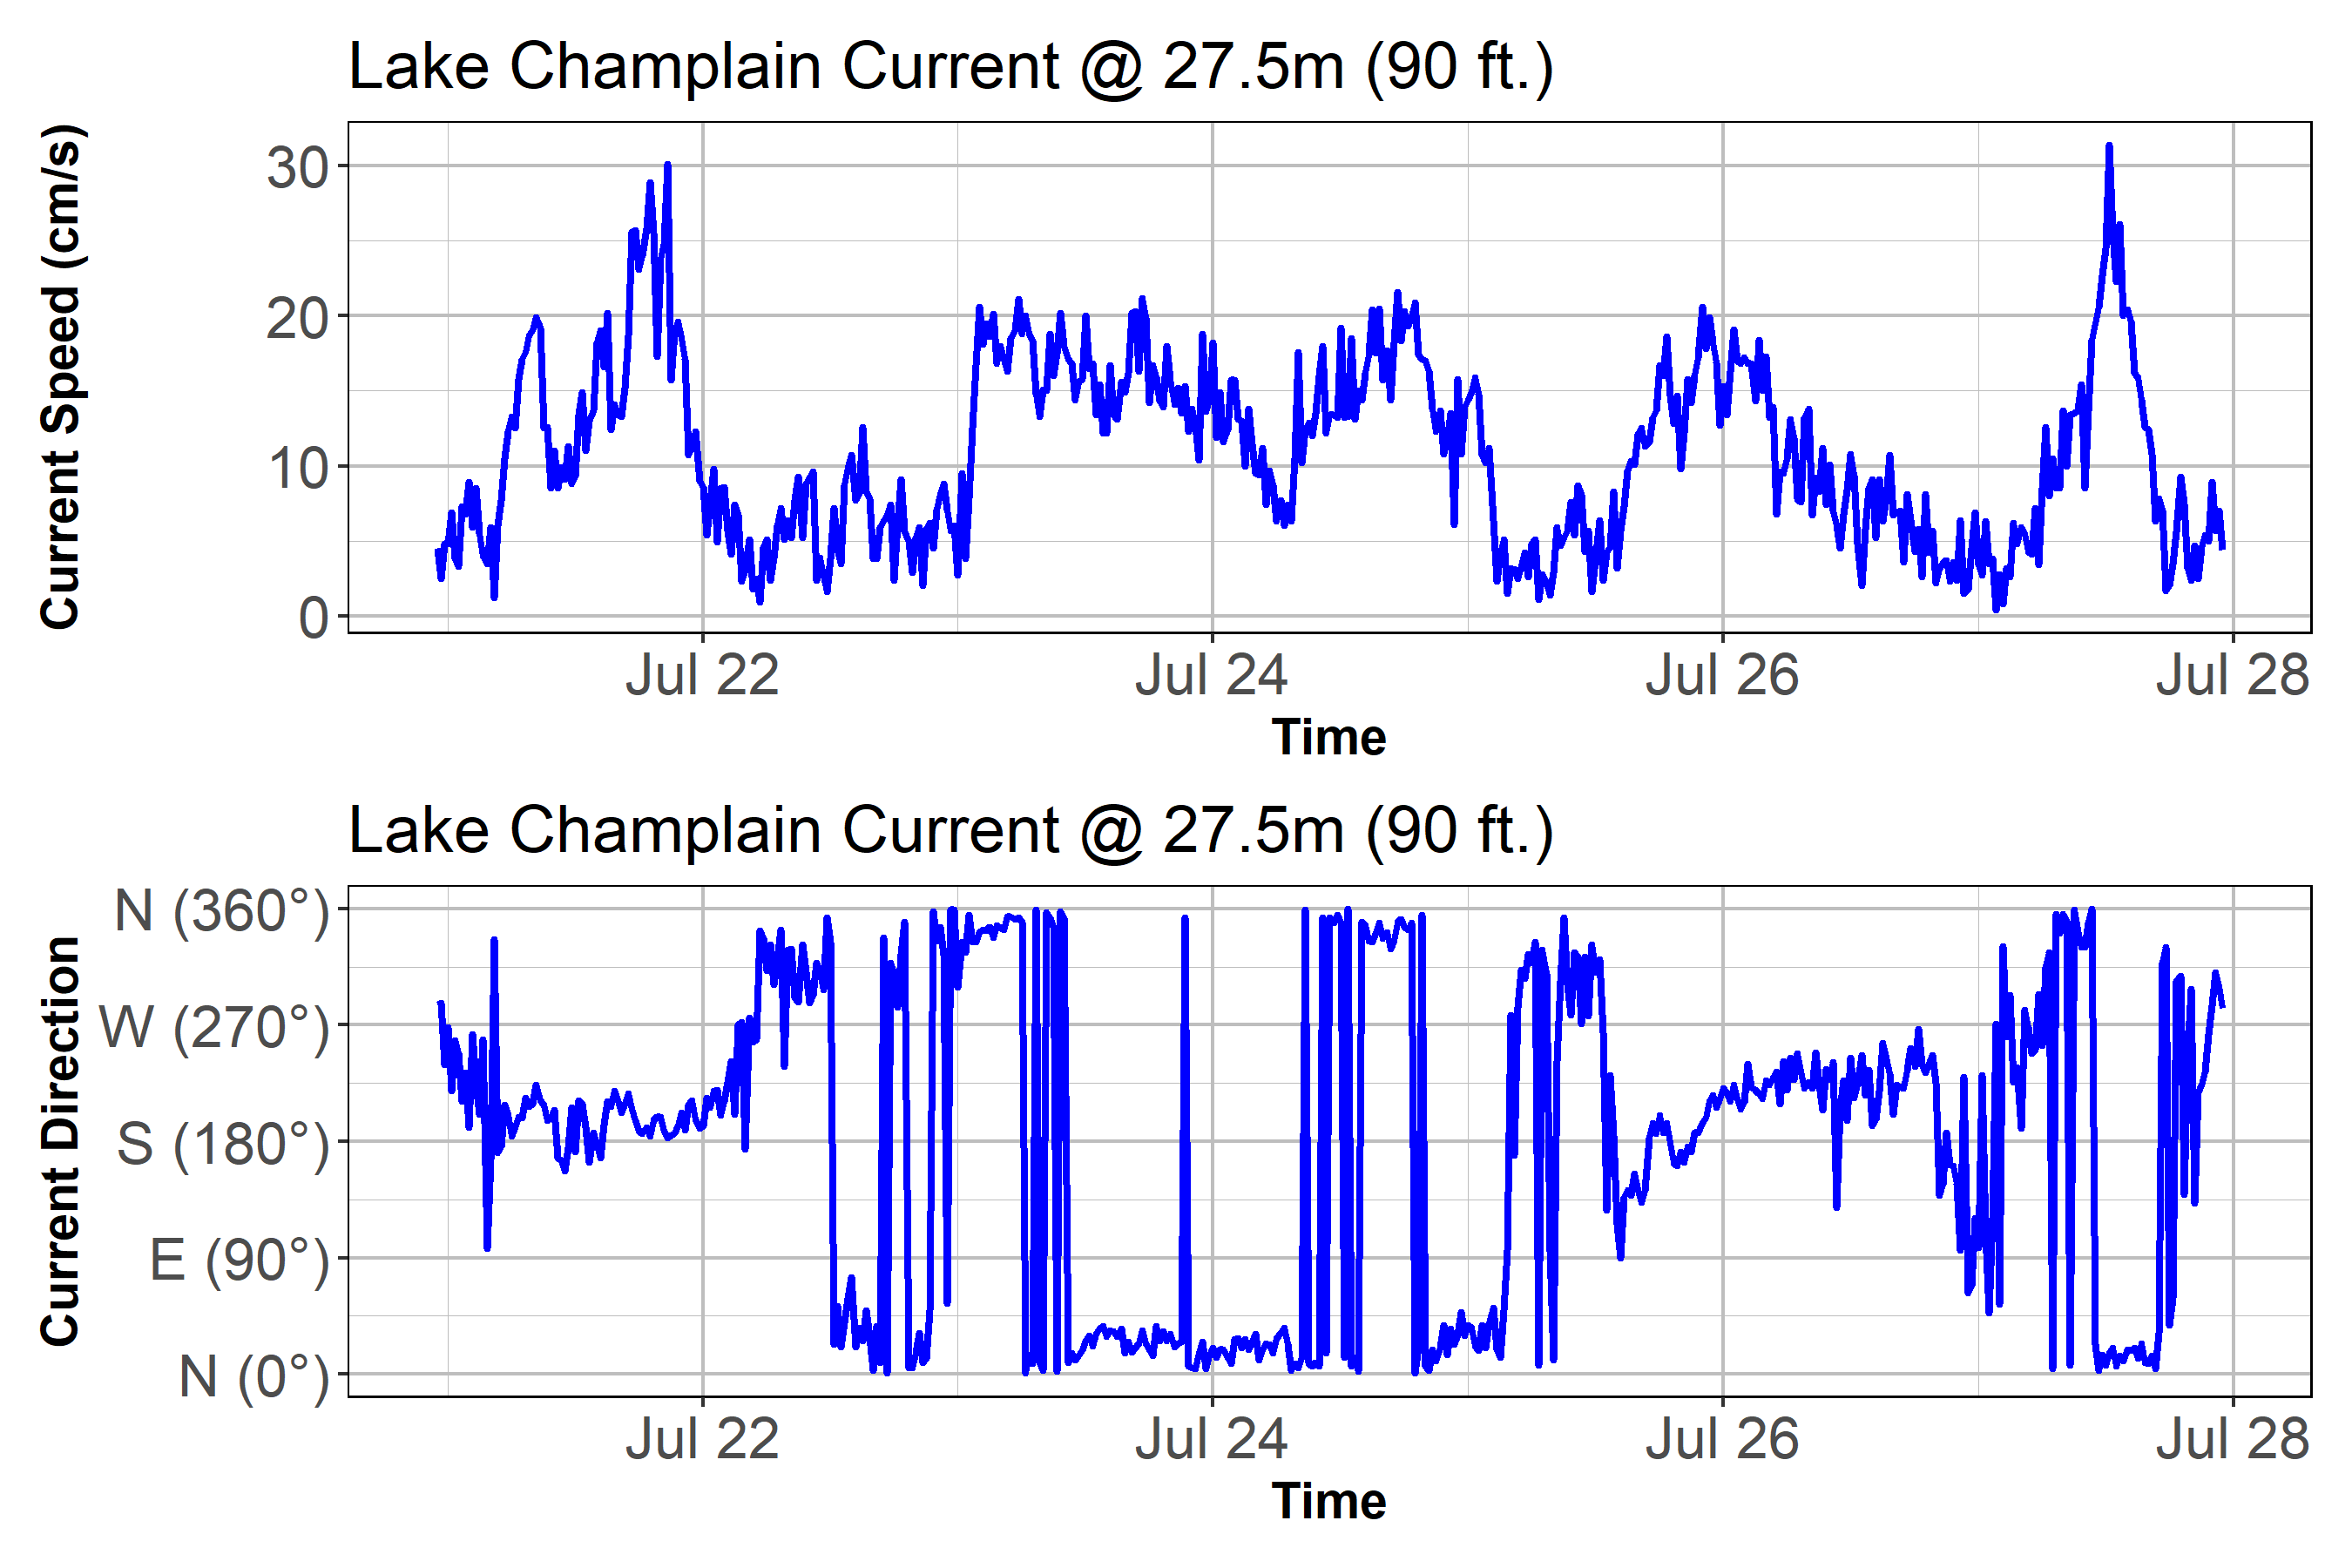 Lake Champlain Current @ 27.5m (90 ft.)
Current Speed (cm/s)
30
20
10
0
Jul 22 Jul 24 Jul 26 Jul 28
Time
Lake Champlain Current @ 27.5m (90 ft.)
Current Direction
N (360°)
W (270°)
S (180°)
E (90°)
N (0°)
Jul 22 Jul 24 Jul 26 Jul 28
Time